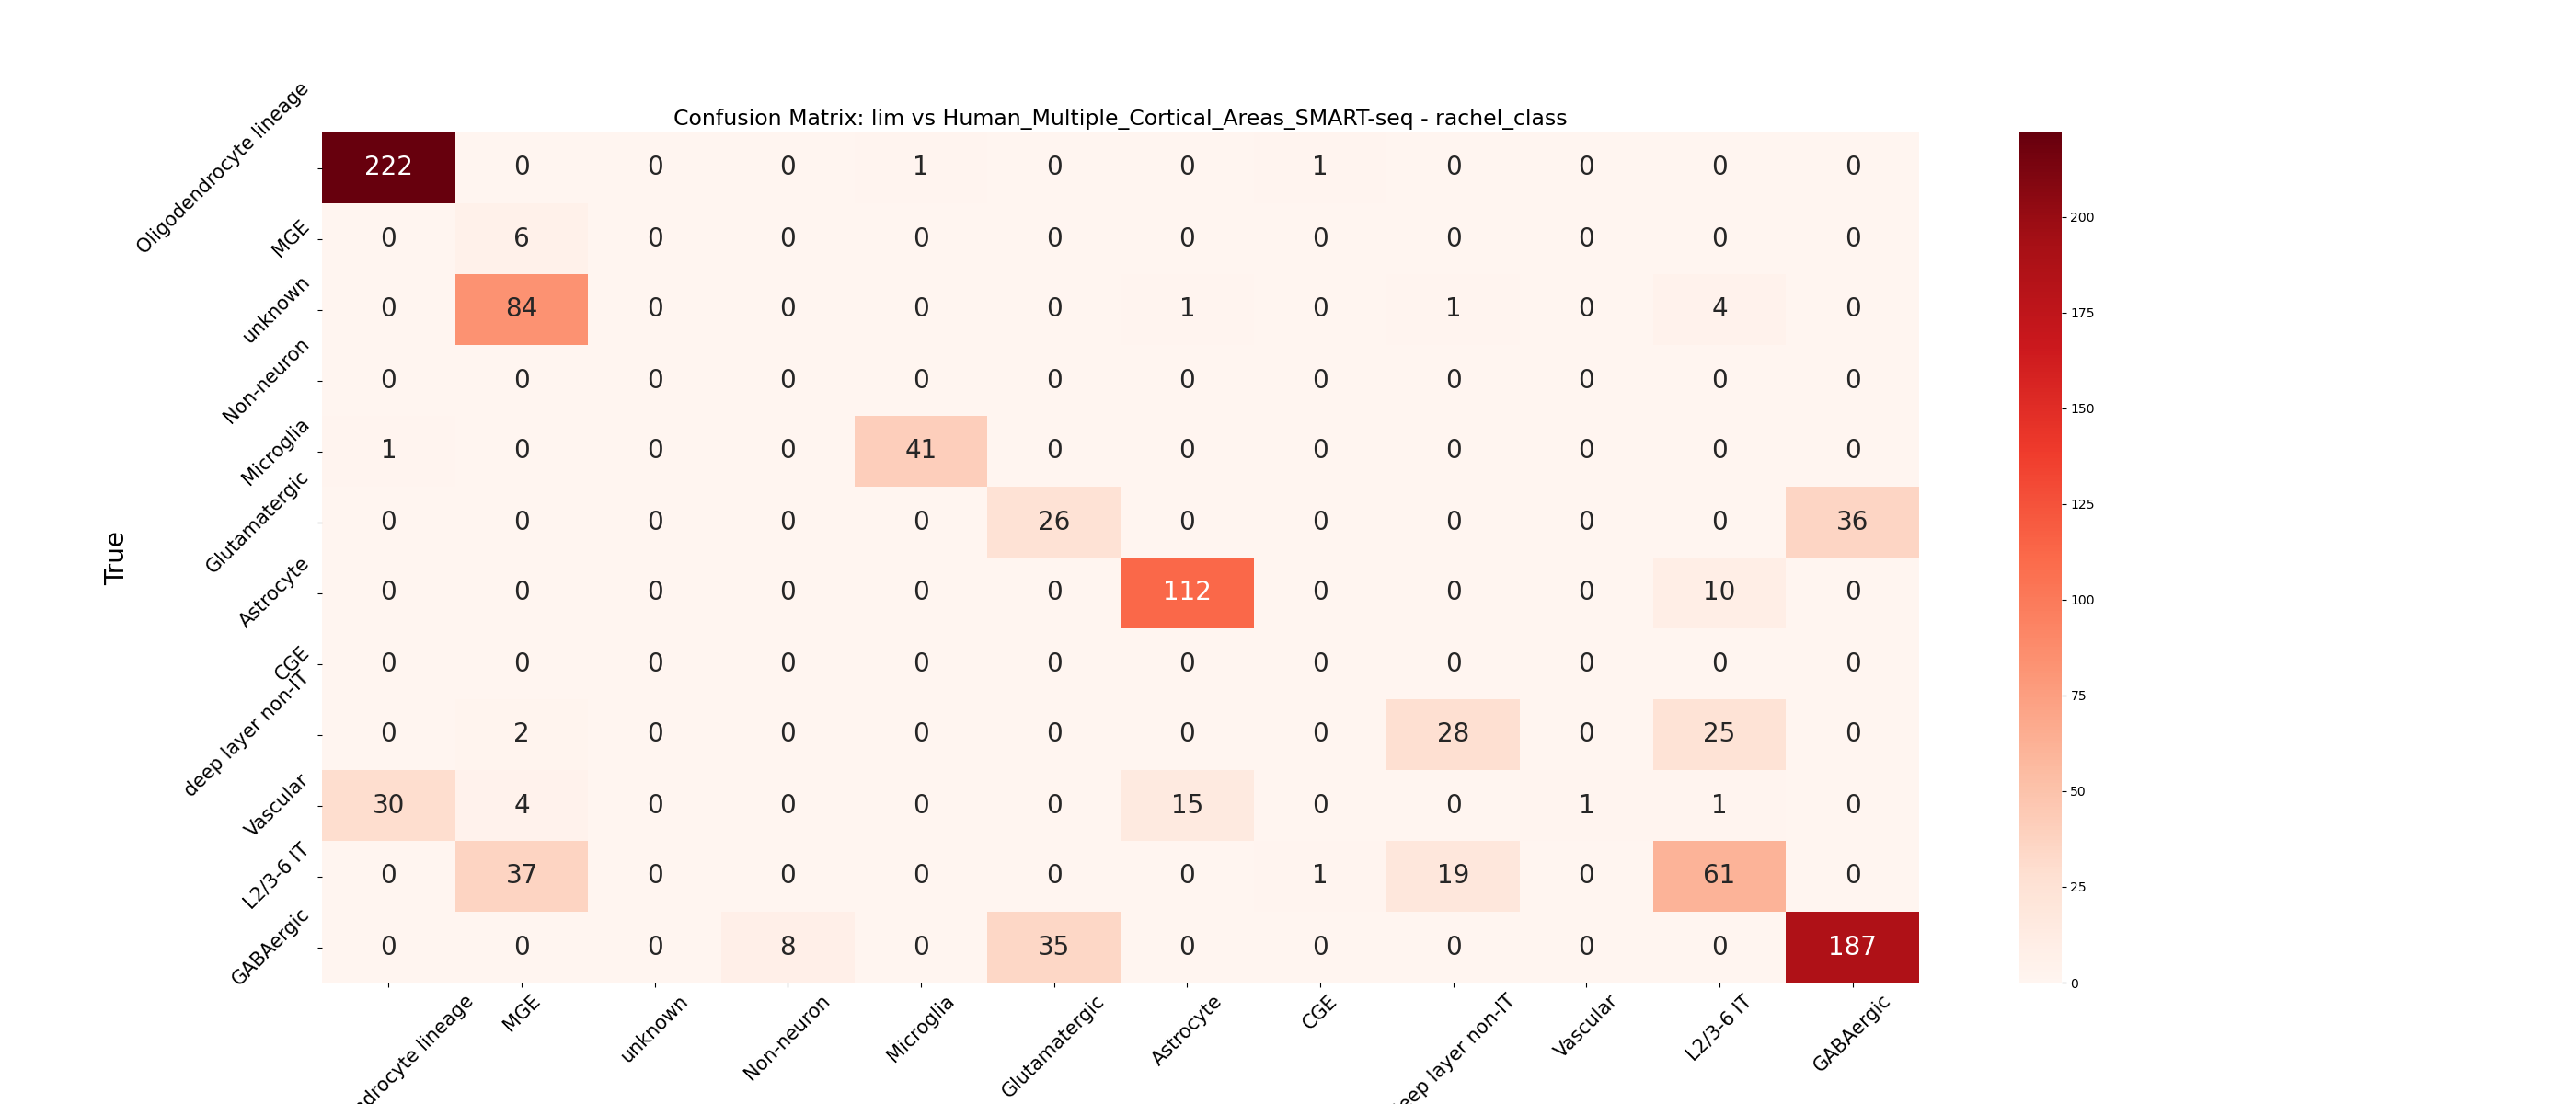 Confusion Matrix: lim vs Human_Multiple_Cortical_Areas_SMART-seq - rachel_class
True
Oligodendrocyte lineage 222 0 0 0 1 0 0 1 0 0 0 0
MGE 0 6 0 0 0 0 0 0 0 0 0 0
unknown 0 84 0 0 0 0 1 0 1 0 4 0
Non-neuron 0 0 0 0 0 0 0 0 0 0 0 0
Microglia 1 0 0 0 41 0 0 0 0 0 0 0
Glutamatergic 0 0 0 0 0 26 0 0 0 0 0 36
Astrocyte 0 0 0 0 0 0 112 0 0 0 10 0
CGE 0 0 0 0 0 0 0 0 0 0 0 0
deep layer non-IT 0 2 0 0 0 0 0 0 28 0 25 0
Vascular 30 4 0 0 0 0 15 0 0 1 1 0
L2/3-6 IT 0 37 0 0 0 0 0 1 19 0 61 0
GABAergic 0 0 0 8 0 35 0 0 0 0 0 187
ndrocyte lineage MGE unknown Non-neuron Microglia Glutamatergic Astrocyte CGE eep layer non-IT Vascular L2/3-6 IT GABAergic
200
175
150
125
100
75
50
25
0